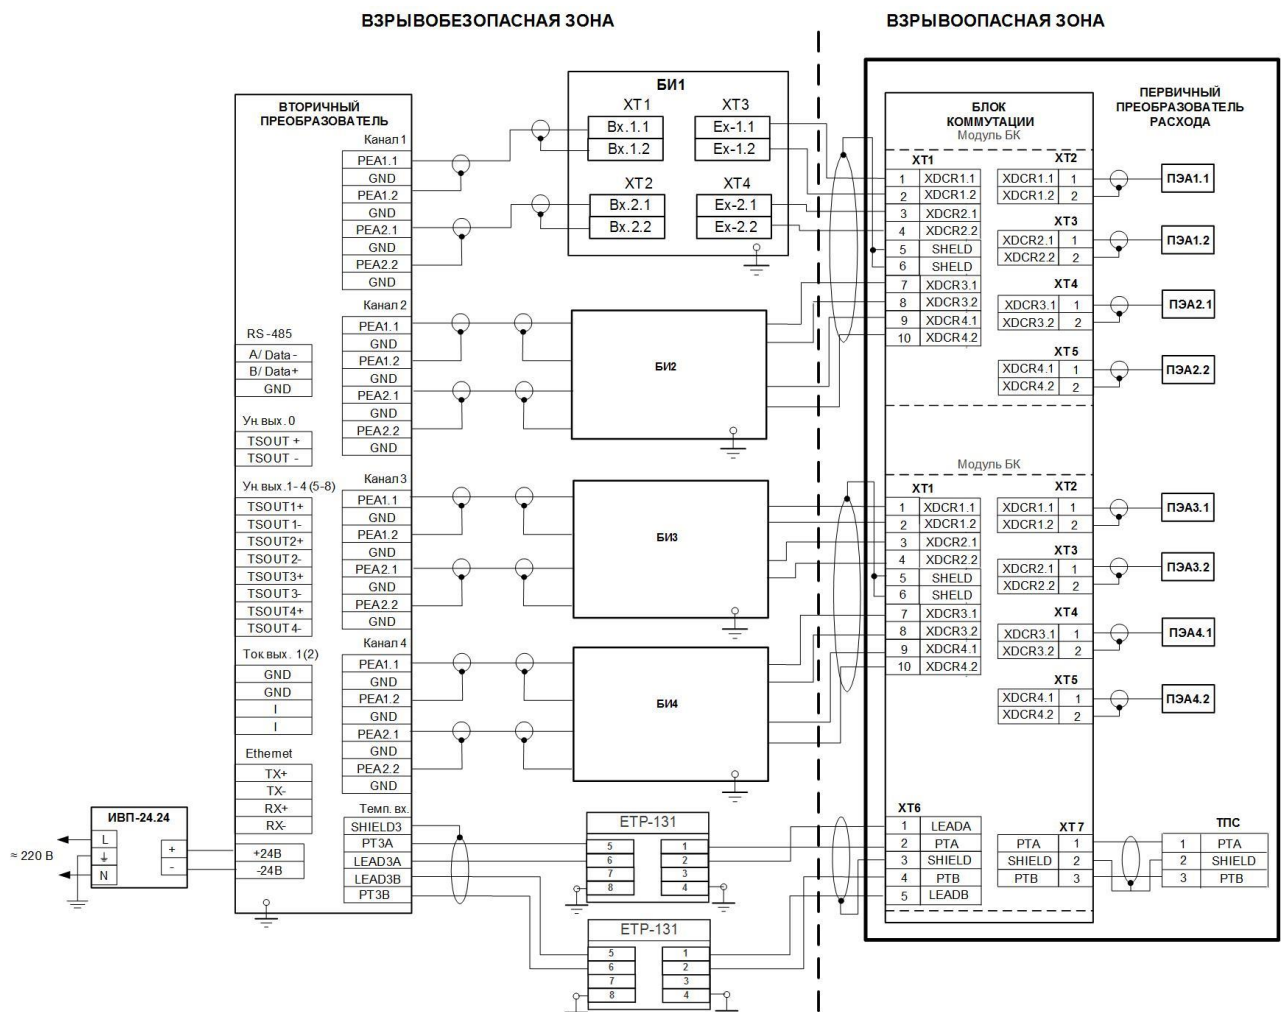 ВЗРЫВОБЕЗОПАСНАЯ ЗОНА
ВЗРЫВООПАСНАЯ ЗОНА
ВТОРИЧНЫЙ
ПРЕОБРАЗОВАТЕЛЬ
Канал 1
PEA1.1
GND
PEA1.2
GND
PEA2.1
GND
PEA2.2
GND
Канал 2
PEA1.1
GND
PEA1.2
GND
PEA2.1
GND
PEA2.2
GND
Канал 3
PEA1.1
GND
PEA1.2
GND
PEA2.1
GND
PEA2.2
GND
Канал 4
PEA1.1
GND
PEA1.2
GND
PEA2.1
GND
PEA2.2
GND
Темп. вх.
SHIELD3
PT3A
LEAD3A
LEAD3B
PT3B
RS-485
A/ Data -
B/ Data+
GND
Ун. вых. 0
TSOUT +
TSOUT -
Ун. вых. 1- 4 (5-8)
TSOUT1+
TSOUT1-
TSOUT2+
TSOUT2-
TSOUT3+
TSOUT3-
TSOUT4+
TSOUT4-
Ток вых. 1(2)
GND
GND
I
I
Ethernet
TX+
TX-
RX+
RX-
+24В
-24В
ИВП-24.24
L
N
+
-
≈ 220 В
БИ1
XT1
Вх.1.1
Вх.1.2
XT3
Ex-1.1
Ex-1.2
XT2
Вх.2.1
Вх.2.2
XT4
Ex-2.1
Ex-2.2
БИ2
БИ3
БИ4
ETP-131
5 1
6 2
7 3
8 4
ETP-131
5 1
6 2
7 3
8 4
БЛОК
КОММУТАЦИИ
Модуль БК
XT1
1 XDCR1.1
2 XDCR1.2
3 XDCR2.1
4 XDCR2.2
5 SHELD
6 SHELD
7 XDCR3.1
8 XDCR3.2
9 XDCR4.1
10 XDCR4.2
XT2
XDCR1.1 1
XDCR1.2 2
XT3
XDCR2.1 1
XDCR2.2 2
XT4
XDCR3.1 1
XDCR3.2 2
XT5
XDCR4.1 1
XDCR4.2 2
Модуль БК
XT1
1 XDCR1.1
2 XDCR1.2
3 XDCR2.1
4 XDCR2.2
5 SHELD
6 SHELD
7 XDCR3.1
8 XDCR3.2
9 XDCR4.1
10 XDCR4.2
XT2
XDCR1.1 1
XDCR1.2 2
XT3
XDCR2.1 1
XDCR2.2 2
XT4
XDCR3.1 1
XDCR3.2 2
XT5
XDCR4.1 1
XDCR4.2 2
XT6
1 LEADA
2 PTA
3 SHIELD
4 PTB
5 LEADB
XT7
PTA 1
SHIELD 2
PTB 3
ПЕРВИЧНЫЙ
ПРЕОБРАЗОВАТЕЛЬ
РАСХОДА
ПЭА1.1
ПЭА1.2
ПЭА2.1
ПЭА2.2
ПЭА3.1
ПЭА3.2
ПЭА4.1
ПЭА4.2
ТПС
1 PTA
2 SHIELD
3 PTB